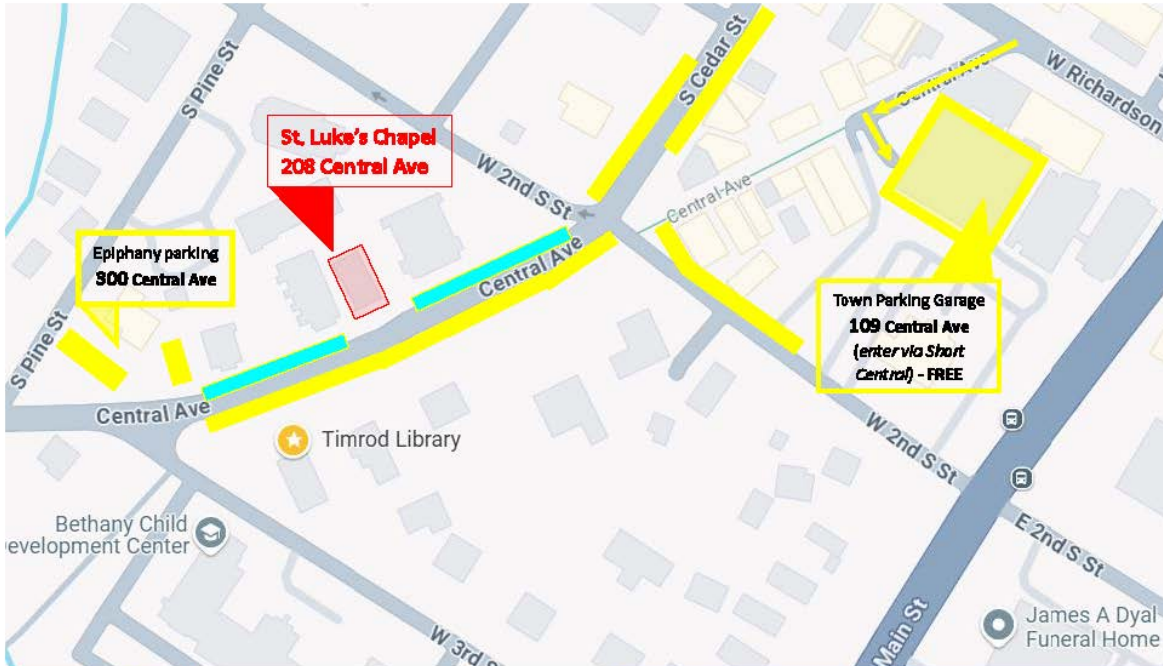 S Pine St
S Cedar St
Central Ave
W Richardson
St, Luke's Chapel
208 Central Ave
W 2nd S St
Central-Ave
Epiphany parking
300 Central Ave
Central Ave
Town Parking Garage
109 Central Ave
(enter via Short
Central) - FREE
S Pine St
Central Ave
Timrod Library
W 2nd S St
Bethany Child
evelopment Center
E 2nd S St
W 3rd S St
Main St
James A Dyal
Funeral Home